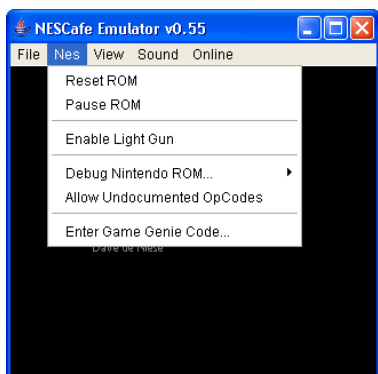 NESCafe Emulator v0.55
File Nes View Sound Online
Reset ROM
Pause ROM
Enable Light Gun
Debug Nintendo ROM...
Allow Undocumented OpCodes
Enter Game Genie Code...
Dave de Niese